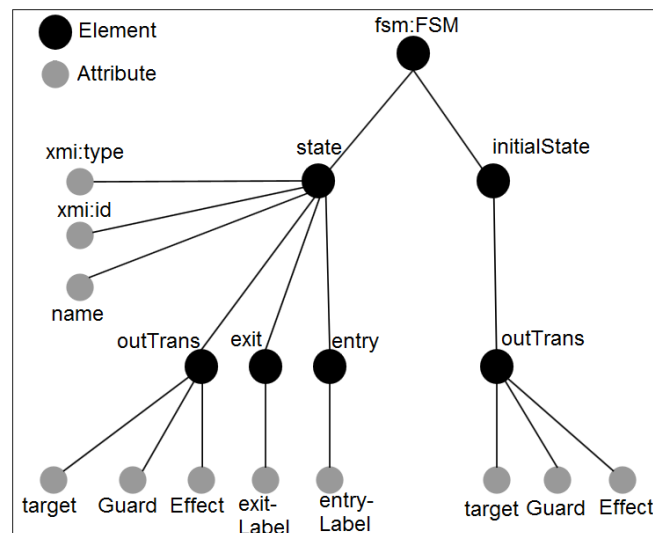 Element
fsm:FSM
Attribute
state
initialState
xmi:type
xmi:id
name
outTrans
exit
entry
outTrans
target
Guard
Effect
exit-
Label
entry-
Label
target
Guard
Effect